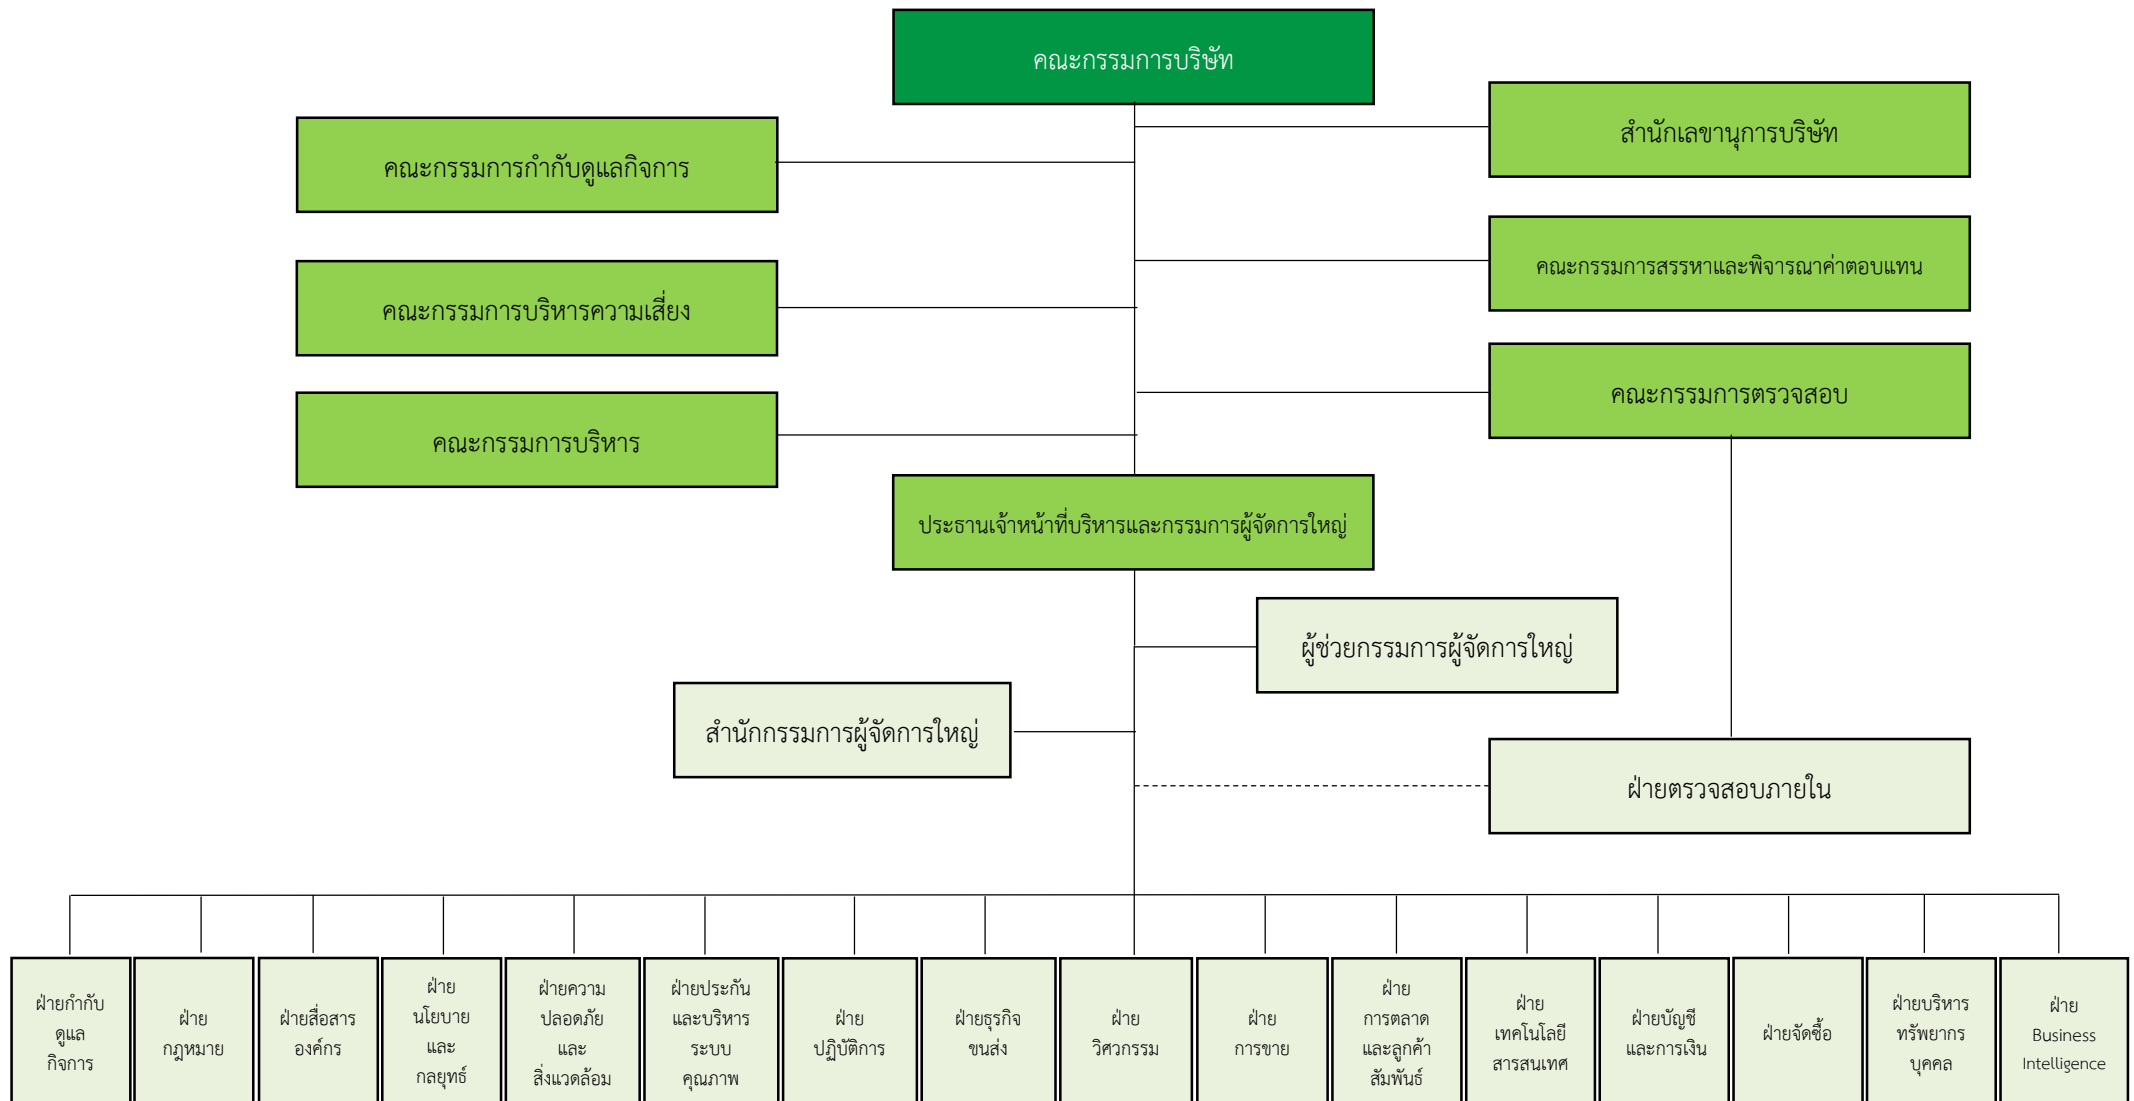 คณะกรรมการบริษัท
สำนักเลขานุการบริษัท
คณะกรรมการกำกับดูแลกิจการ
คณะกรรมการสรรหาและพิจารณาค่าตอบแทน
คณะกรรมการบริหารความเสี่ยง
คณะกรรมการตรวจสอบ
คณะกรรมการบริหาร
ประธานเจ้าหน้าที่บริหารและกรรมการผู้จัดการใหญ่
ผู้ช่วยกรรมการผู้จัดการใหญ่
สำนักกรรมการผู้จัดการใหญ่
ฝ่ายตรวจสอบภายใน
ฝ่ายกำกับ
ดูแล
กิจการ
ฝ่าย
กฎหมาย
ฝ่ายสื่อสาร
องค์กร
ฝ่าย
นโยบาย
และ
กลยุทธ์
ฝ่ายความ
ปลอดภัย
และ
สิ่งแวดล้อม
ฝ่ายประกัน
และบริหาร
ระบบ
คุณภาพ
ฝ่าย
ปฏิบัติการ
ฝ่ายธุรกิจ
ขนส่ง
ฝ่าย
วิศวกรรม
ฝ่าย
การขาย
ฝ่าย
การตลาด
และลูกค้า
สัมพันธ์
ฝ่าย
เทคโนโลยี
สารสนเทศ
ฝ่ายบัญชี
และการเงิน
ฝ่ายจัดซื้อ
ฝ่ายบริหาร
ทรัพยากร
บุคคล
ฝ่าย
Business
Intelligence